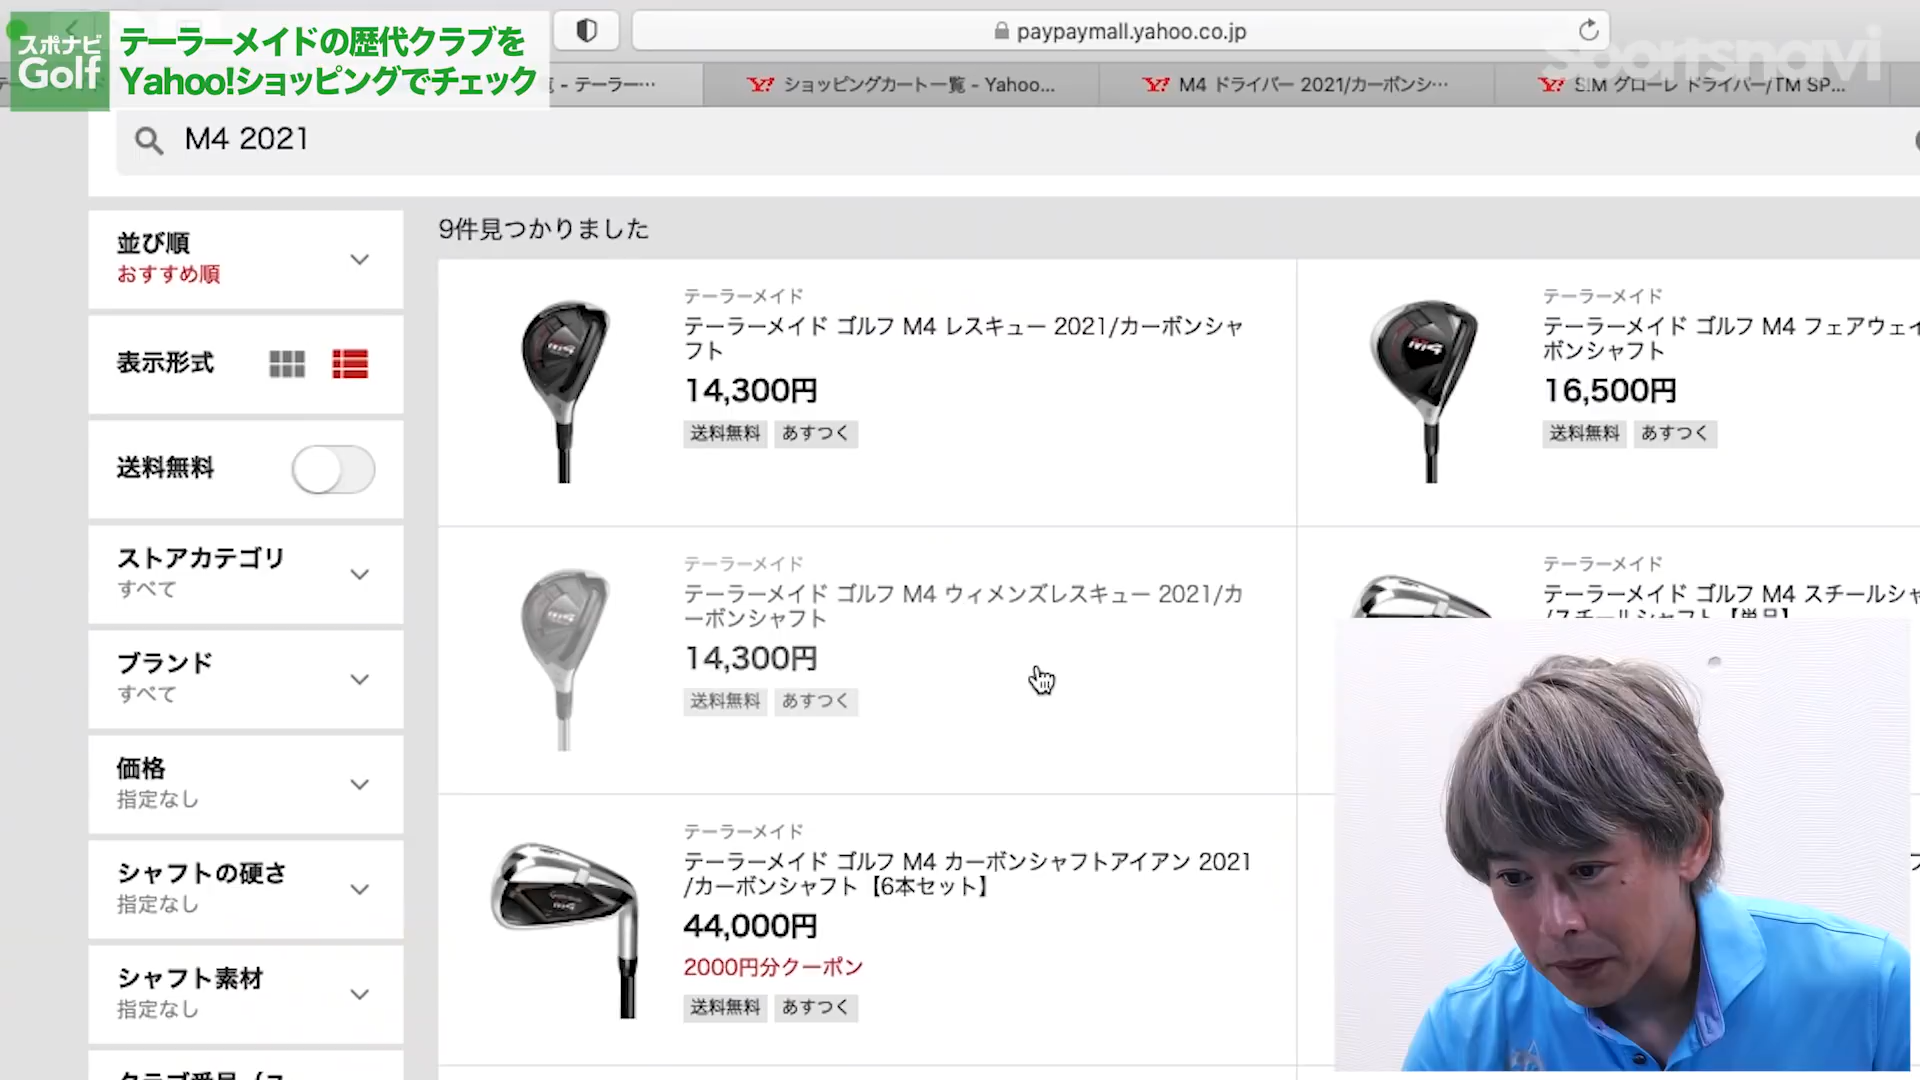 スポナビ
Golf
テーラーメイドの歴代クラブを
Yahoo!ショッピングでチェック
paypaymall.yahoo.co.jp
Sportsnavi
- テーラー…
ショッピングカート一覧 - Yahoo...
M4 ドライバー 2021/カーボンシ…
SIM グローレ ドライバー/TM SP...
M4 2021
並び順
おすすめ順
表示形式
送料無料
ストアカテゴリ
すべて
ブランド
すべて
価格
指定なし
シャフトの硬さ
指定なし
シャフト素材
指定なし
9件見つかりました
テーラーメイド
テーラーメイド ゴルフ M4 レスキュー 2021/カーボンシャ
フト
14,300円
送料無料 あすつく
テーラーメイド
テーラーメイド ゴルフ M4 フェアウェイ
ボンシャフト
16,500円
送料無料 あすつく
テーラーメイド
テーラーメイド ゴルフ M4 ウィメンズレスキュー 2021/カ
ーボンシャフト
14,300円
送料無料 あすつく
テーラーメイド
テーラーメイド ゴルフ M4 スチールシャ
テーラーメイド
テーラーメイド ゴルフ M4 カーボンシャフトアイアン 2021
/カーボンシャフト【6本セット】
44,000円
2000円分クーポン
送料無料 あすつく